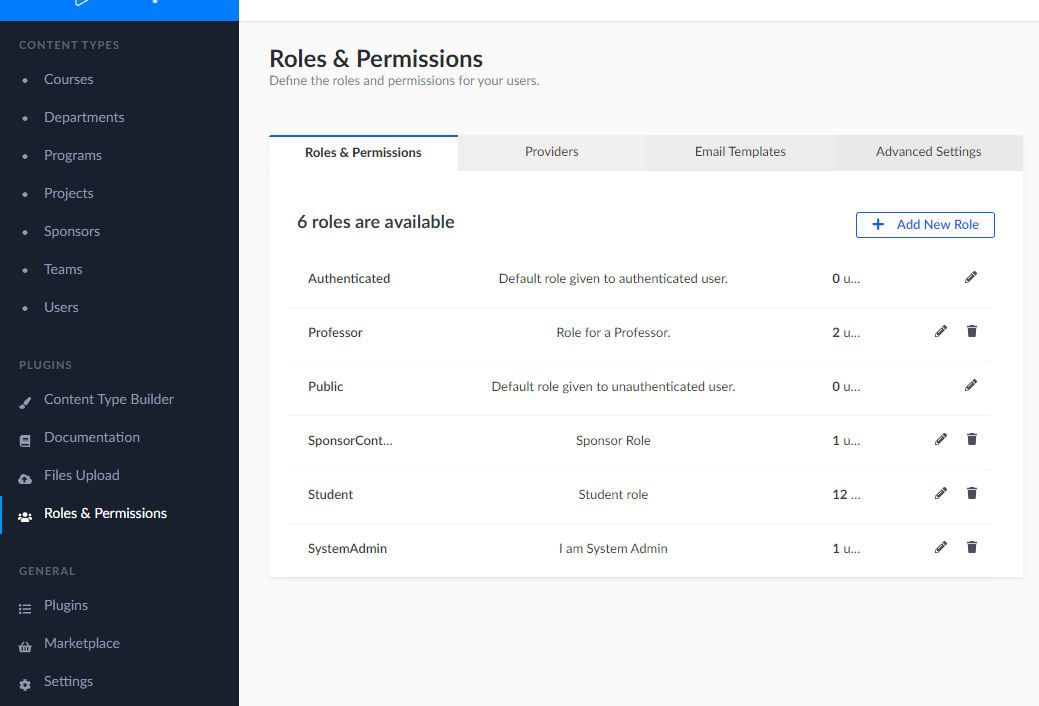 CONTENT TYPES
Courses
Departments
Programs
Projects
Sponsors
Teams
Users
PLUGINS
Content Type Builder
Documentation
Files Upload
Roles & Permissions
GENERAL
Plugins
Marketplace
Settings
Roles & Permissions
Define the roles and permissions for your users.
Roles & Permissions Providers Email Templates Advanced Settings
6 roles are available
+ Add New Role
Authenticated Default role given to authenticated user. 0 u...
Professor Role for a Professor. 2 u...
Public Default role given to unauthenticated user. 0 u...
SponsorCont... Sponsor Role 1 u...
Student Student role 12 ...
SystemAdmin I am System Admin 1 u...